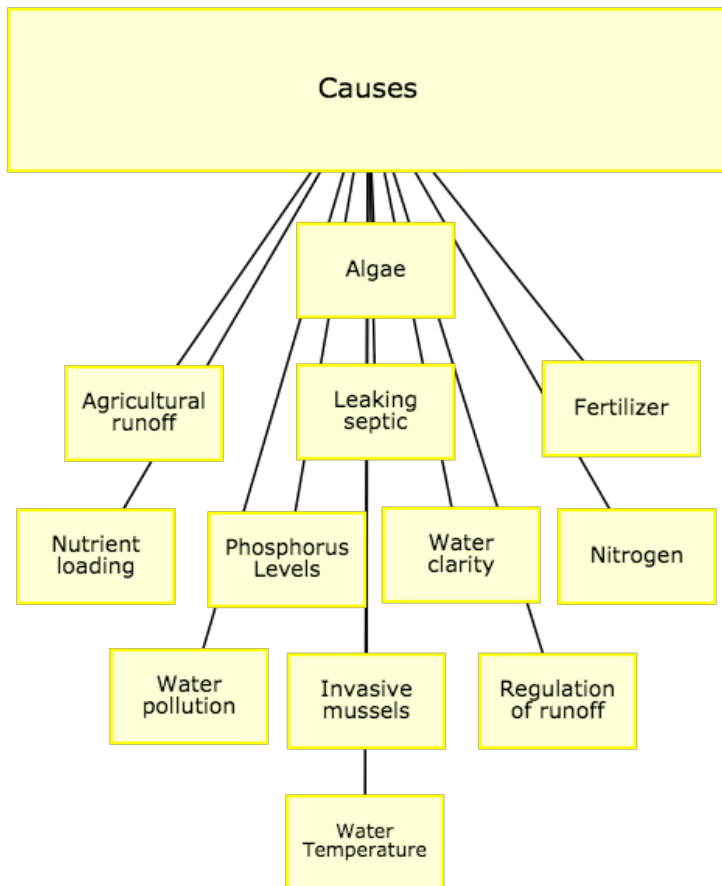 Causes
Algae
Agricultural
runoff
Leaking
septic
Fertilizer
Nutrient
loading
Phosphorus
Levels
Water
clarity
Nitrogen
Water
pollution
Invasive
mussels
Regulation
of runoff
Water
Temperature